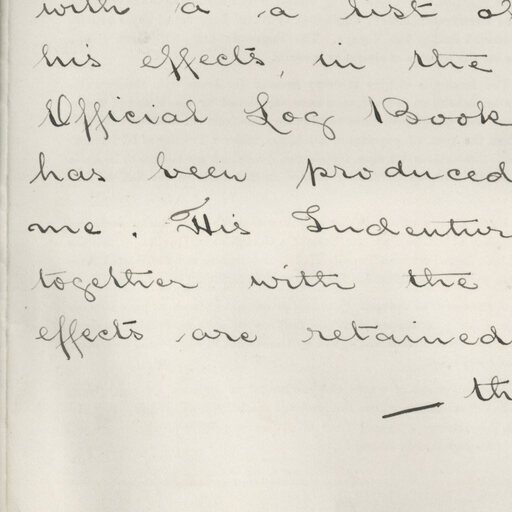 with a a list of
his effects, in the
Official Log Book
has been produced
me. His Indentur
together with the
effects are retained
— th